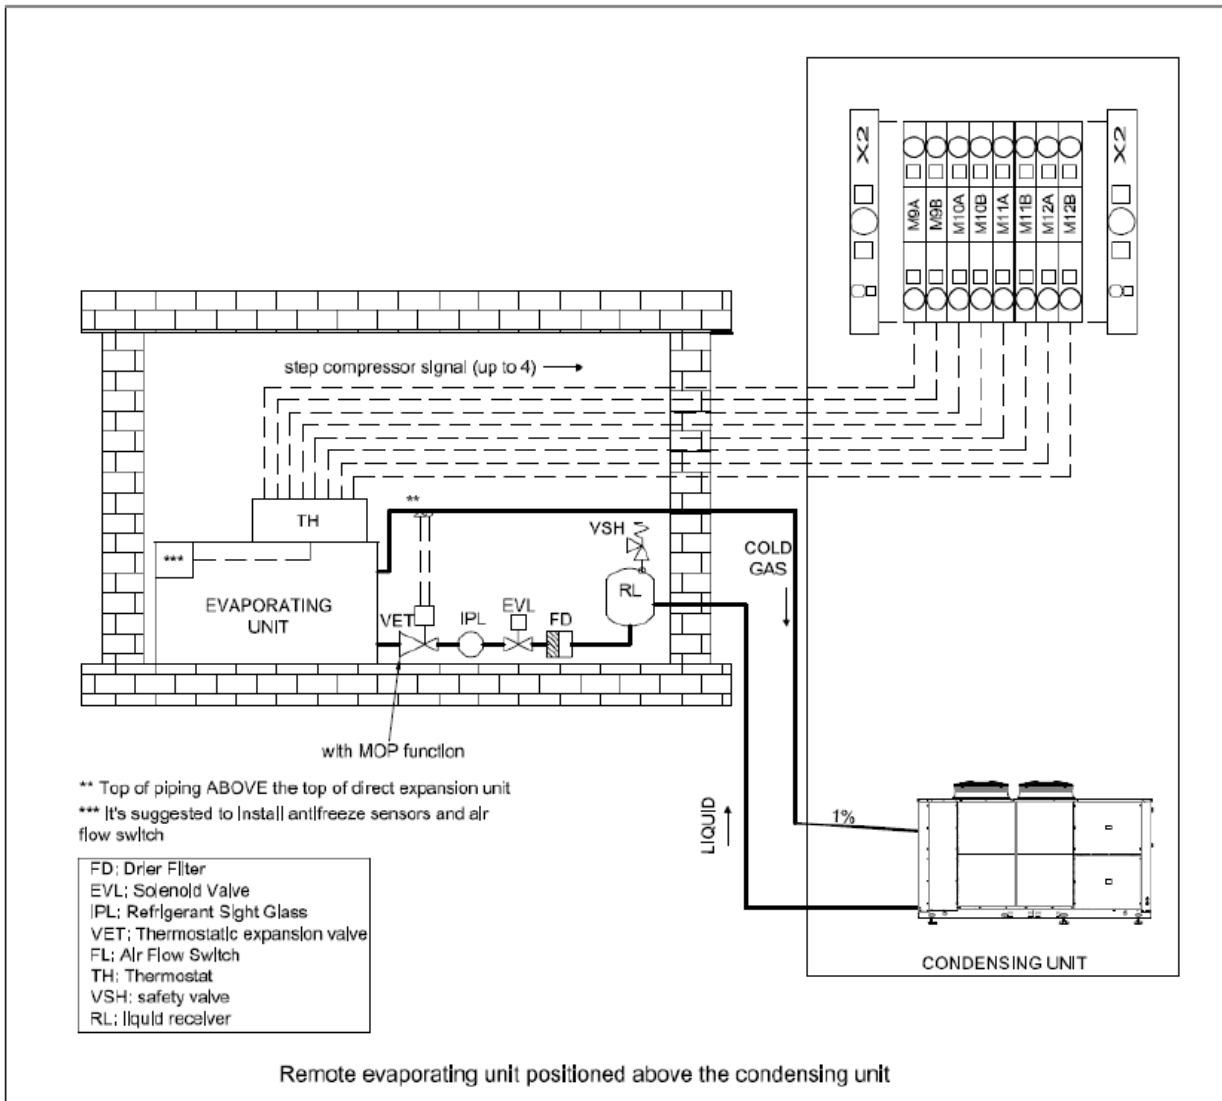 X2
M9A
M9B
M10A
M10B
M11A
M11B
M12A
M12B
X2
step compressor signal (up to 4)
TH
**
***
EVAPORATING
UNIT
VET
IPL
EVL
FD
VSH
RL
COLD
GAS
LIQUID
1%
with MOP function
** Top of piping ABOVE the top of direct expansion unit
*** It's suggested to install antifreeze sensors and air
flow switch
FD: Drier Filter
EVL: Solenoid Valve
IPL: Refrigerant Sight Glass
VET: Thermostatic expansion valve
FL: Air Flow Switch
TH: Thermostat
VSH: safety valve
RL: liquid receiver
CONDENSING UNIT
Remote evaporating unit positioned above the condensing unit